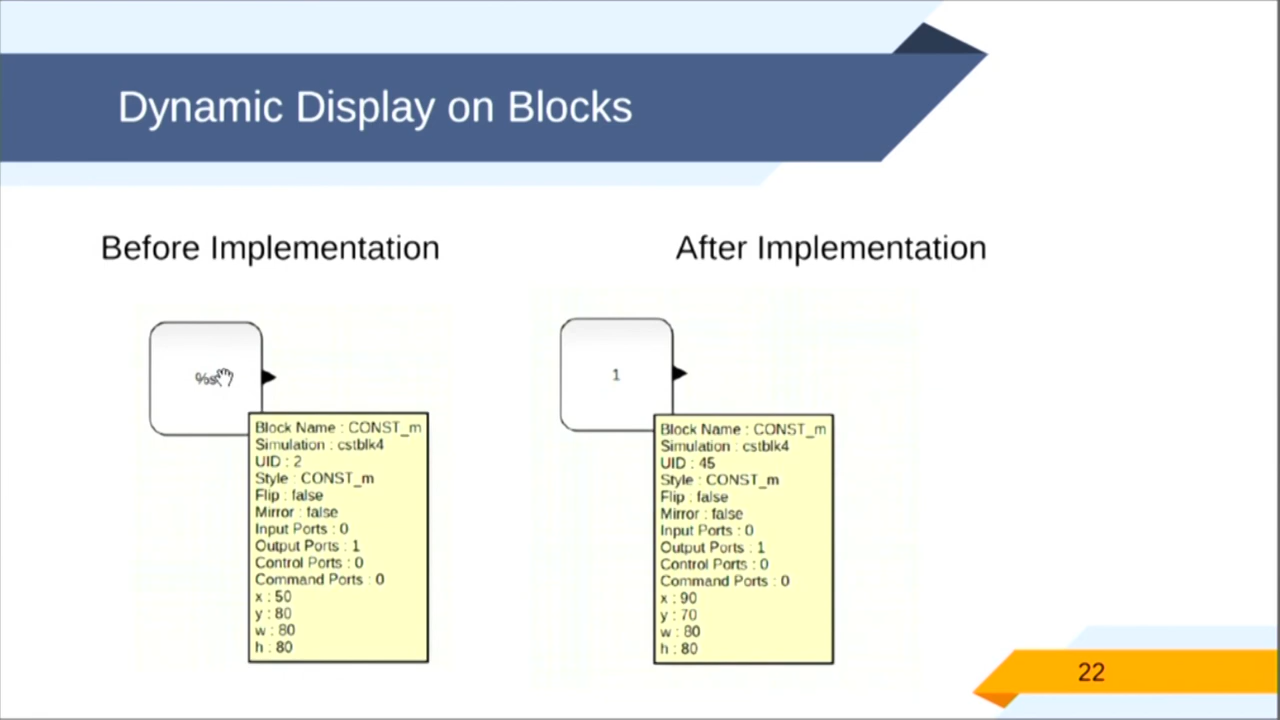 Dynamic Display on Blocks
Before Implementation
%s
Block Name : CONST_m
Simulation : cstblk4
UID : 2
Style : CONST_m
Flip : false
Mirror : false
Input Ports : 0
Output Ports : 1
Control Ports : 0
Command Ports : 0
x : 50
y : 80
w : 80
h : 80
After Implementation
1
Block Name : CONST_m
Simulation : cstblk4
UID : 45
Style : CONST_m
Flip : false
Mirror : false
Input Ports : 0
Output Ports : 1
Control Ports : 0
Command Ports : 0
x : 90
y : 70
w : 80
h : 80
22